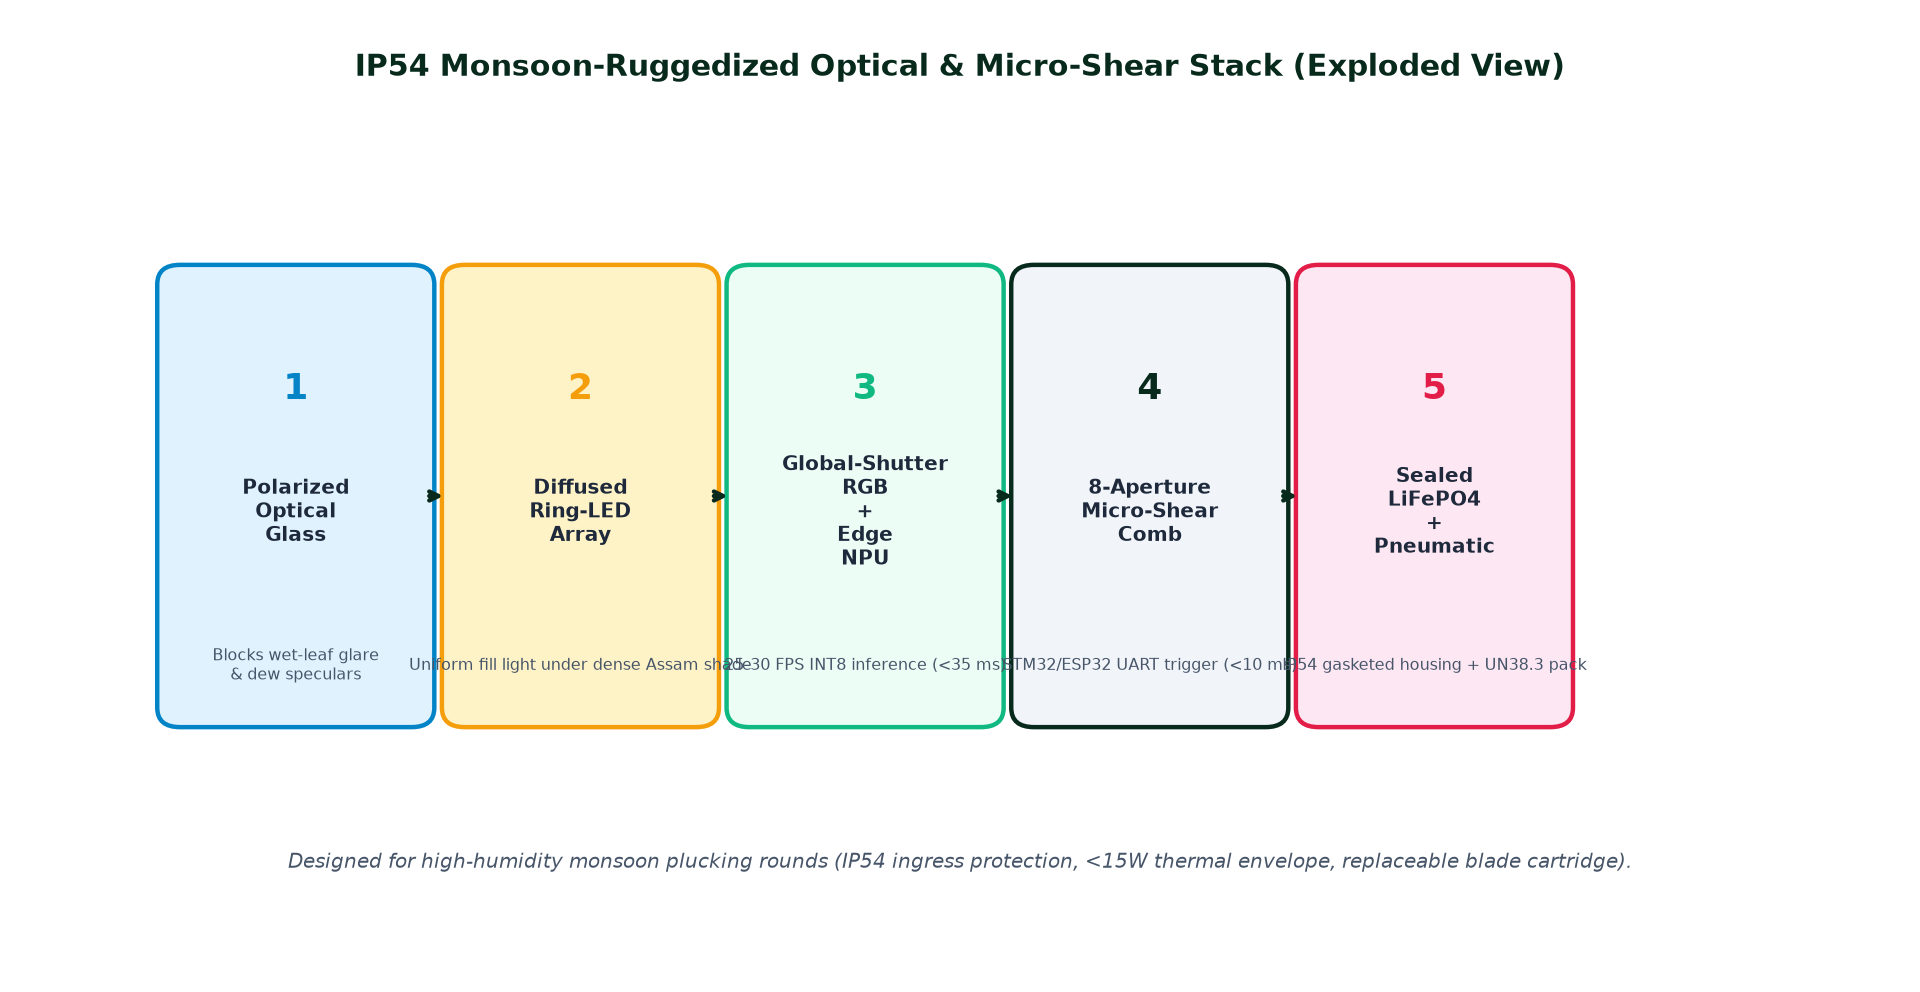 IP54 Monsoon-Ruggedized Optical & Micro-Shear Stack (Exploded View)
1
Polarized
Optical
Glass
Blocks wet-leaf glare
& dew speculars
2
Diffused
Ring-LED
Array
Uniform fill light under dense Assam shade
3
Global-Shutter
RGB
+
Edge
NPU
25-30 FPS INT8 inference (<35 ms)
4
8-Aperture
Micro-Shear
Comb
STM32/ESP32 UART trigger (<10 ms)
5
Sealed
LiFePO4
+
Pneumatic
IP54 gasketed housing + UN38.3 pack
Designed for high-humidity monsoon plucking rounds (IP54 ingress protection, <15W thermal envelope, replaceable blade cartridge).